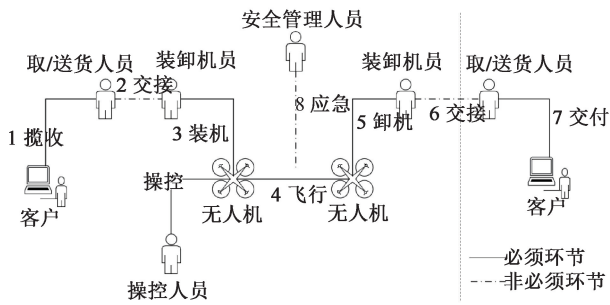 安全管理人员
取/送货人员
装卸机员
装卸机员
取/送货人员
2 交接
8 应急
1 揽收
3 装机
5 卸机
6 交接
7 交付
操控
4 飞行
客户
无人机
无人机
客户
操控人员
必须环节
非必须环节